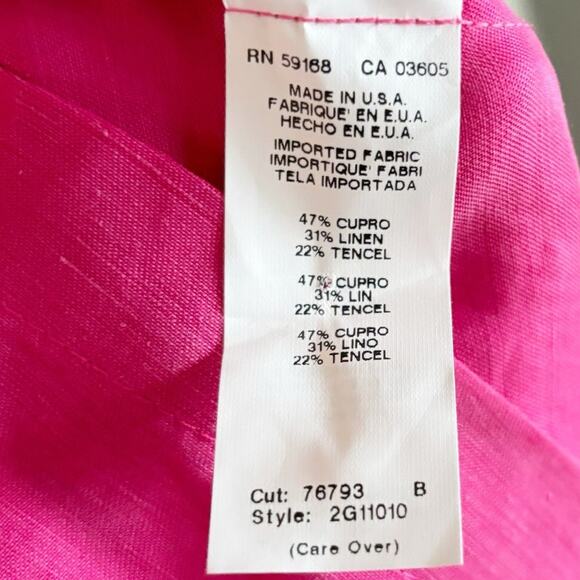 RN 59168 CA 03605
MADE IN U.S.A.
FABRIQUE' EN E.U.A.
HECHO EN E.U.A.
IMPORTED FABRIC
IMPORTIQUE' FABRI
TELA IMPORTADA
47% CUPRO
31% LINEN
22% TENCEL
47% CUPRO
31% LIN
22% TENCEL
47% CUPRO
31% LINO
22% TENCEL
Cut: 76793 B
Style: 2G11010
(Care Over)